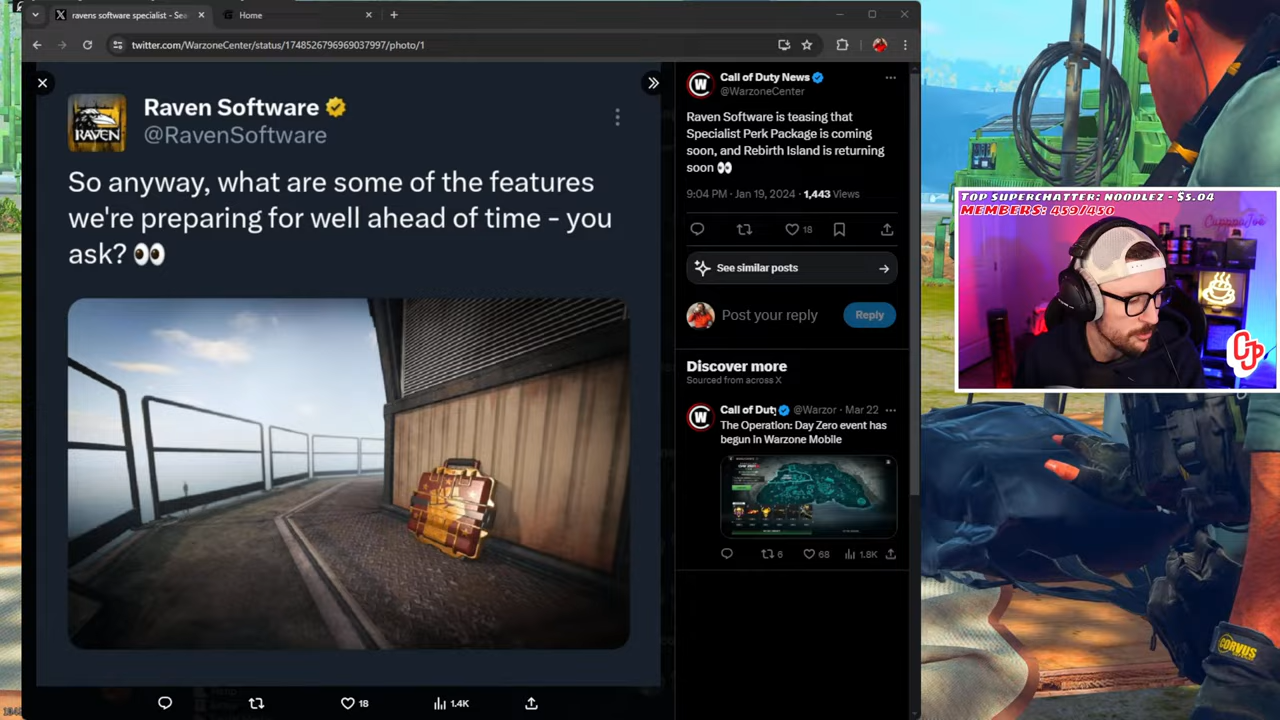 ravens software specialist - Se
Home
twitter.com/WarzoneCenter/status/1748526796969037997/photo/1
RAVEN
Raven Software
@RavenSoftware
So anyway, what are some of the features
we're preparing for well ahead of time - you
ask? 👀
18
1.4K
Call of Duty News
@WarzoneCenter
Raven Software is teasing that
Specialist Perk Package is coming
soon, and Rebirth Island is returning
soon 👀
9:04 PM · Jan 19, 2024 · 1,443 Views
18
See similar posts
Post your reply
Reply
Discover more
Sourced from across X
Call of Duty @Warzor · Mar 22
The Operation: Day Zero event has
begun in Warzone Mobile
6
68
1.8K
TOP SUPERCHATTER: NOODLEZ - $5.04
MEMBERS: 459/450
CJ
CORVUS